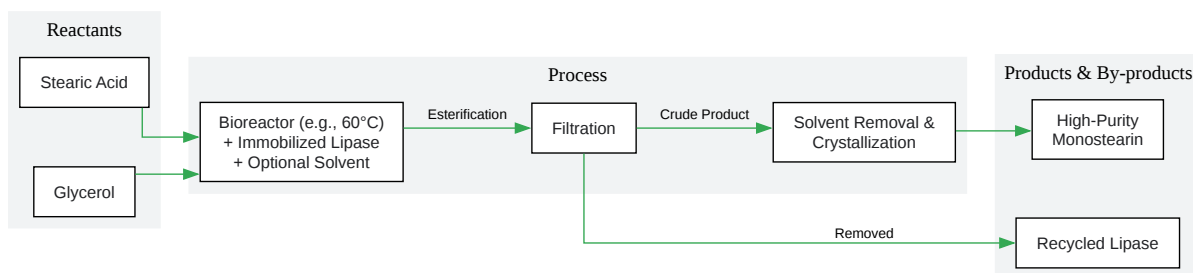 Reactants
Stearic Acid
Glycerol
Process
Bioreactor (e.g., 60°C)
+ Immobilized Lipase
+ Optional Solvent
Esterification
Filtration
Crude Product
Solvent Removal &
Crystallization
Removed
Products & By-products
High-Purity
Monostearin
Recycled Lipase